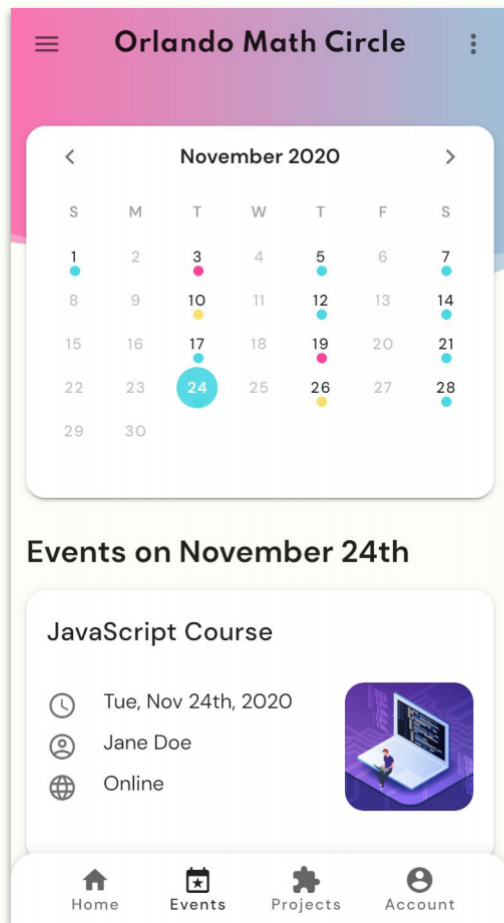 Orlando Math Circle
November 2020
S M T W T F S
1 2 3 4 5 6 7
8 9 10 11 12 13 14
15 16 17 18 19 20 21
22 23 24 25 26 27 28
29 30
Events on November 24th
JavaScript Course
Tue, Nov 24th, 2020
Jane Doe
Online
Home Events Projects Account